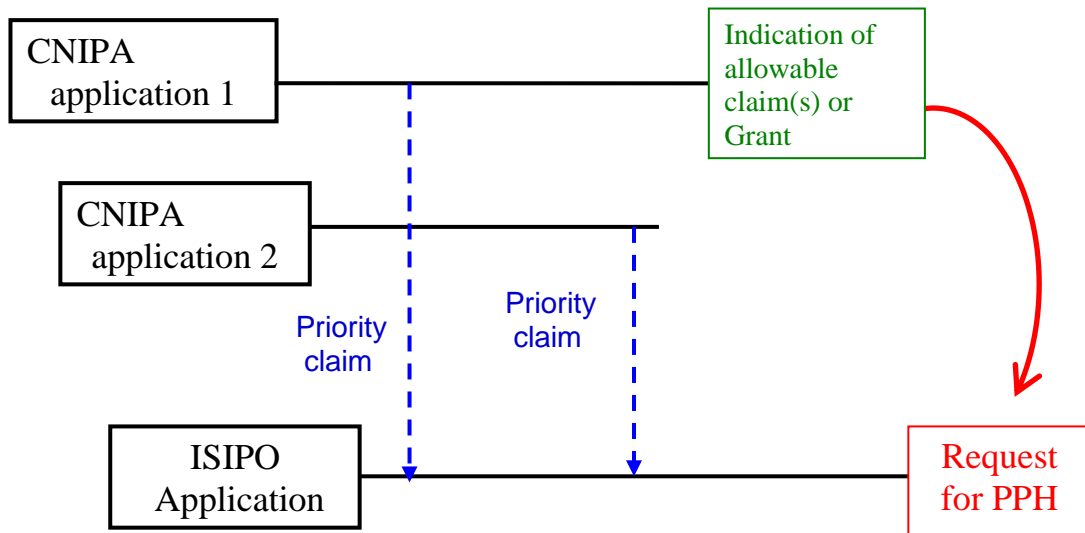 CNIPA
application 1
Indication of
allowable
claim(s) or
Grant
CNIPA
application 2
Priority
claim
Priority
claim
ISIPO
Application
Request
for PPH